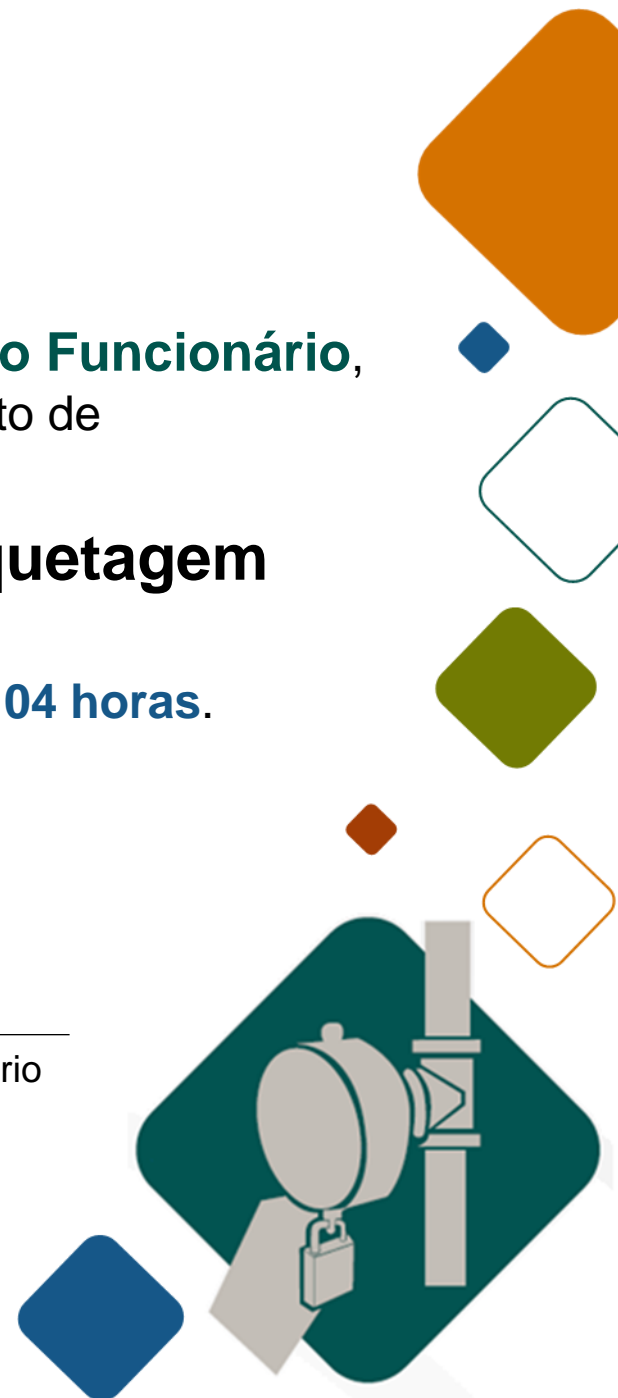 o Funcionário,
to de
quetagem
04 horas.
rio